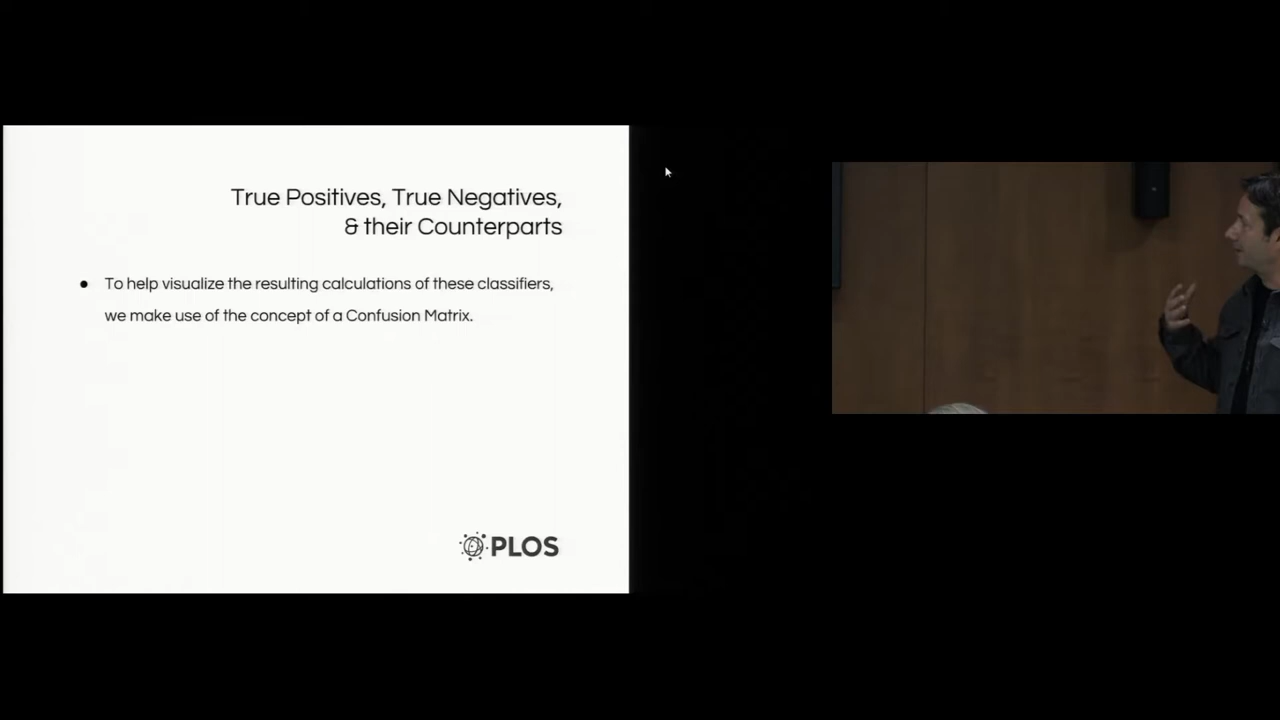 True Positives, True Negatives,
& their Counterparts
● To help visualize the resulting calculations of these classifiers,
we make use of the concept of a Confusion Matrix.
PLOS